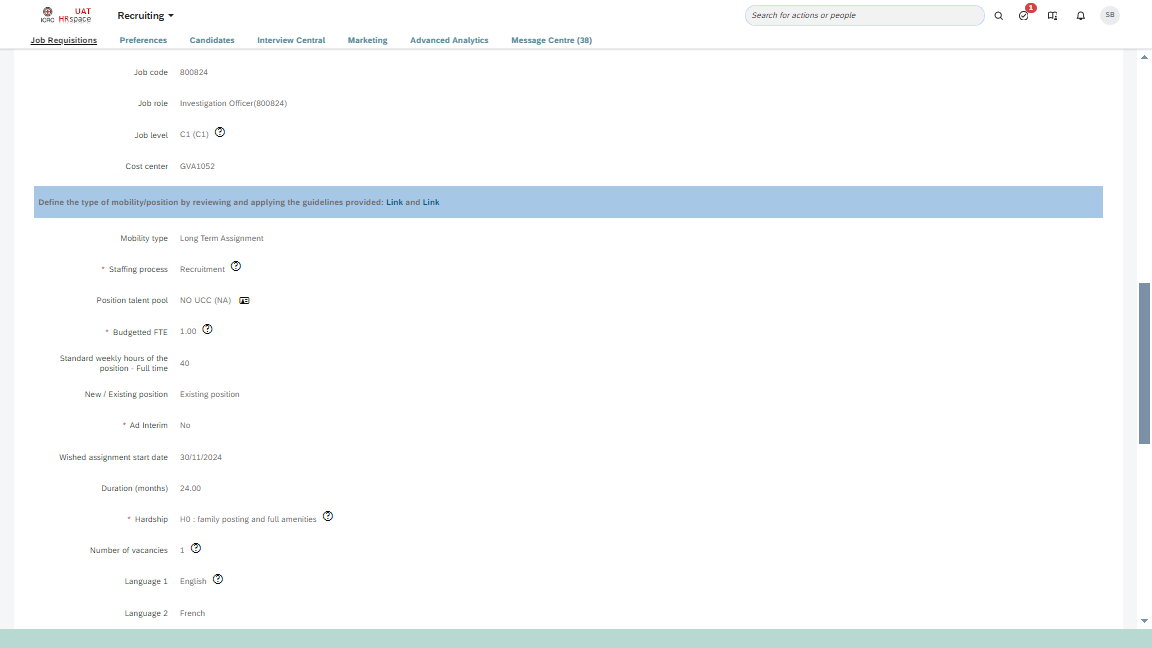 ICRC
UAT
HRspace
Recruiting
Search for actions or people
1
SB
Job Requisitions
Preferences
Candidates
Interview Central
Marketing
Advanced Analytics
Message Centre (38)
Job code 800824
Job role Investigation Officer(800824)
Job level C1 (C1)
Cost center GVA1052
Define the type of mobility/position by reviewing and applying the guidelines provided: Link and Link
Mobility type Long Term Assignment
* Staffing process Recruitment
Position talent pool NO UCC (NA)
* Budgetted FTE 1.00
Standard weekly hours of the
position - Full time 40
New / Existing position Existing position
* Ad Interim No
Wished assignment start date 30/11/2024
Duration (months) 24.00
* Hardship H0 : family posting and full amenities
Number of vacancies 1
Language 1 English
Language 2 French